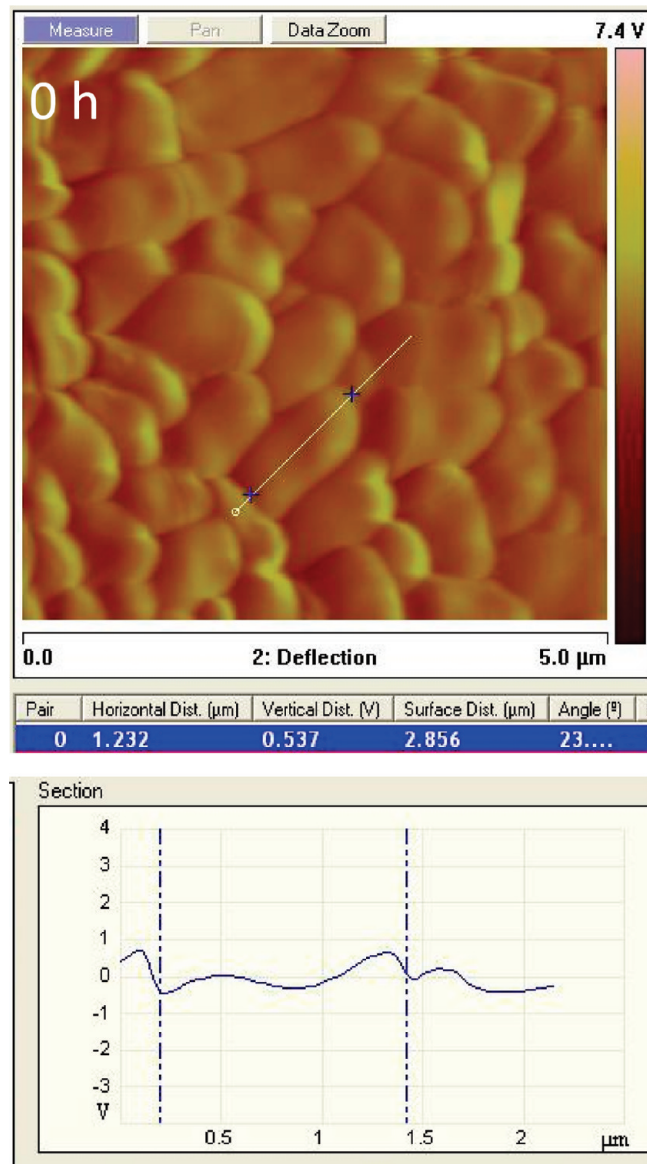 Measure Pan Data Zoom 7.4 V
0 h
0.0 2: Deflection 5.0 µm
Pair Horizontal Dist. (µm) Vertical Dist. (V) Surface Dist. (µm) Angle (º)
0 1.232 0.537 2.856 23....
Section
4
3
2
1
0
-1
-2
-3
V
0.5 1 1.5 2 µm